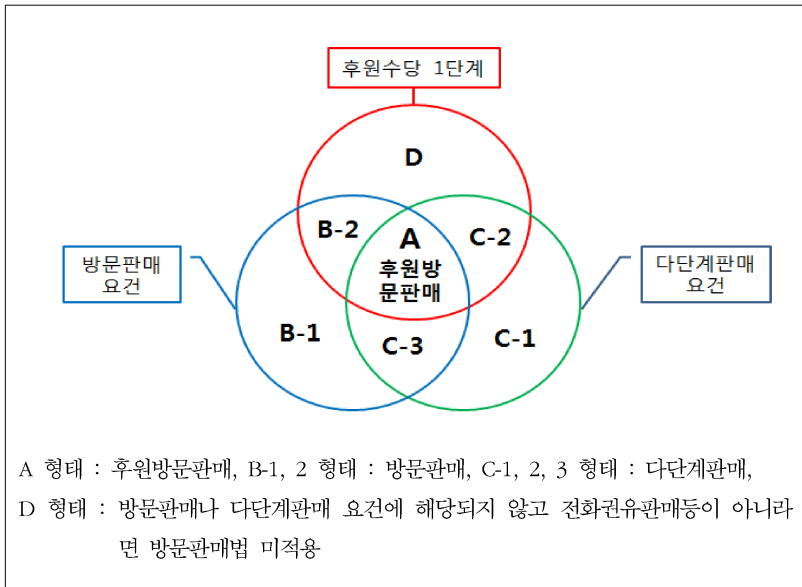 후원수당 1단계
D
B-2
A
C-2
후원방
문판매
방문판매
요건
다단계판매
요건
B-1
C-3
C-1
A 형태 : 후원방문판매, B-1, 2 형태 : 방문판매, C-1, 2, 3 형태 : 다단계판매,
D 형태 : 방문판매나 다단계판매 요건에 해당되지 않고 전화권유판매등이 아니라
면 방문판매법 미적용